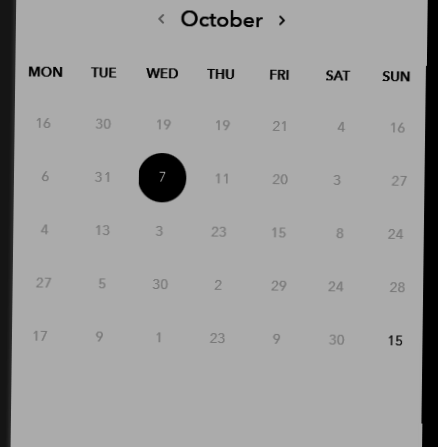 ‹ October ›
MON TUE WED THU FRI SAT SUN
16 30 19 19 21 4 16
6 31 7 11 20 3 27
4 13 3 23 15 8 24
27 5 30 2 29 24 28
17 9 1 23 9 30 15